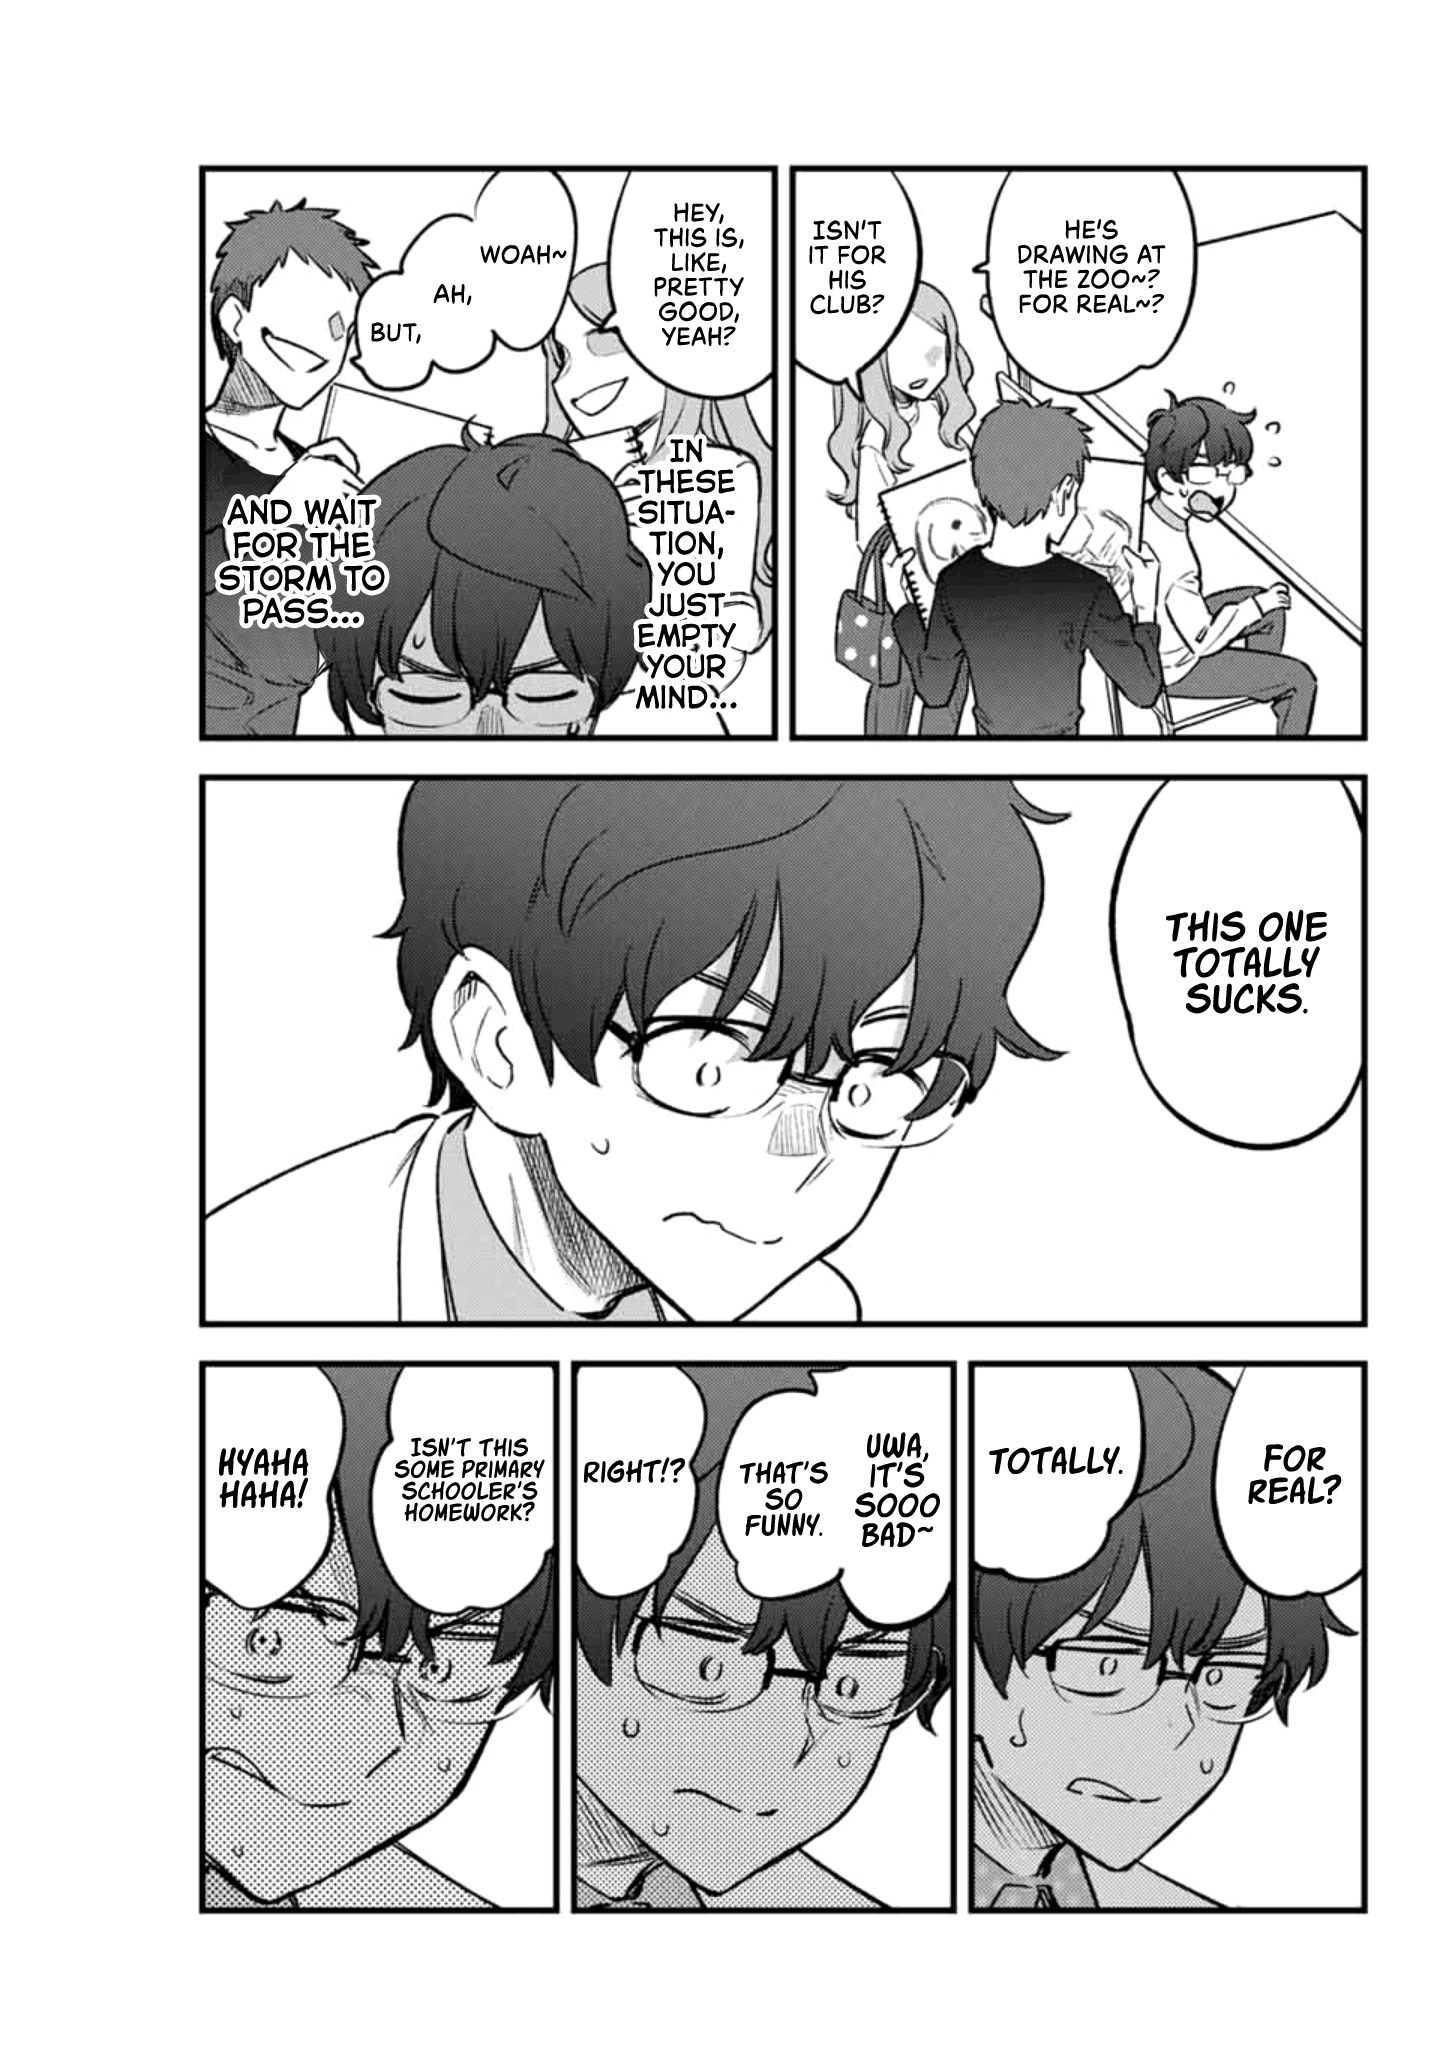 HE'S
DRAWING AT
THE ZOO~?
FOR REAL~?
ISN'T
IT FOR
HIS
CLUB?
HEY,
THIS IS,
LIKE,
PRETTY
GOOD,
YEAH?
WOAH~
AH,
BUT,
IN
THESE
SITUA-
TION,
YOU
JUST
EMPTY
YOUR
MIND...
AND WAIT
FOR THE
STORM TO
PASS...
THIS ONE
TOTALLY
SUCKS.
FOR
REAL?
TOTALLY.
UWA,
IT'S
SOOO
BAD~
THAT'S
SO
FUNNY.
RIGHT!?
ISN'T THIS
SOME PRIMARY
SCHOOLER'S
HOMEWORK?
HYAHA
HAHA!